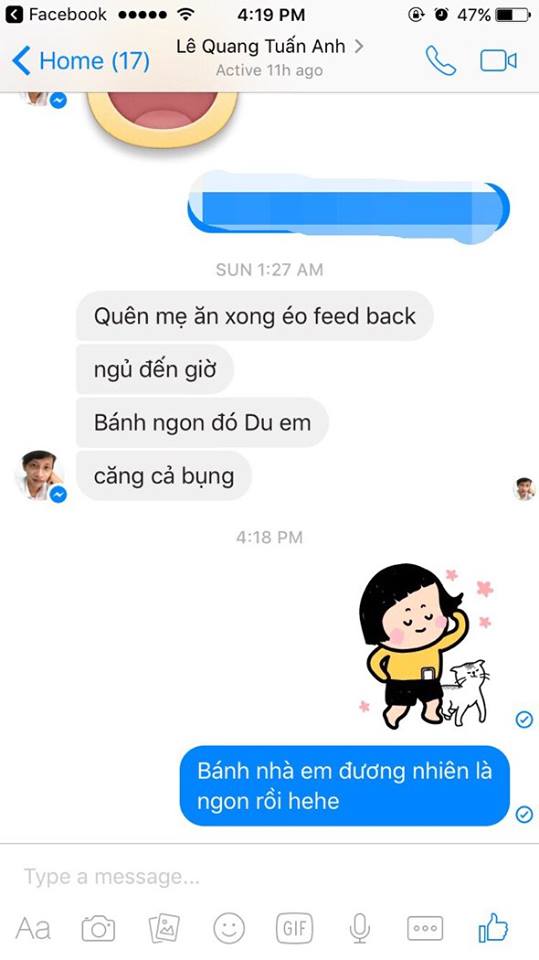 Facebook 4:19 PM 47%
Home (17) Lê Quang Tuấn Anh
Active 11h ago
SUN 1:27 AM
Quên mẹ ăn xong éo feed back
ngủ đến giờ
Bánh ngon đó Du em
căng cả bụng
4:18 PM
Bánh nhà em đương nhiên là
ngon rồi hehe
Type a message...
Aa GIF